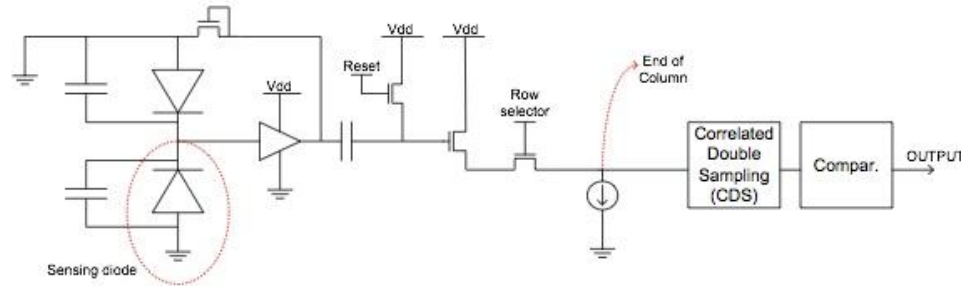 Vdd
Vdd
Reset
End of
Column
Vdd
Row
selector
Correlated
Double
Sampling
(CDS)
Compar.
OUTPUT
Sensing diode